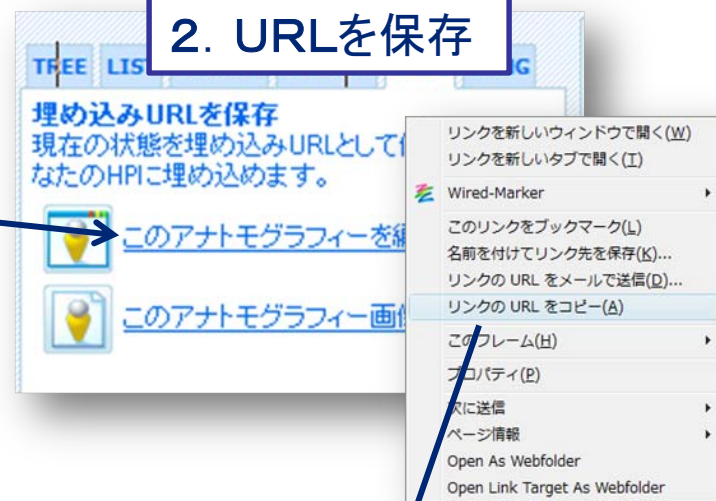 2. URLを保存
TREE LIS
G
埋め込みURLを保存
現在の状態を埋め込みURLとして
なたのHPに埋め込めます。
このアナトモグラフィーを編
このアナトモグラフィー画
リンクを新しいウィンドウで開く(W)
リンクを新しいタブで開く(T)
Wired-Marker
このリンクをブックマーク(L)
名前を付けてリンク先を保存(K)...
リンクの URL をメールで送信(D)...
リンクの URL をコピー(A)
このフレーム(H)
プロパティ(P)
次に送信
ページ情報
Open As Webfolder
Open Link Target As Webfolder